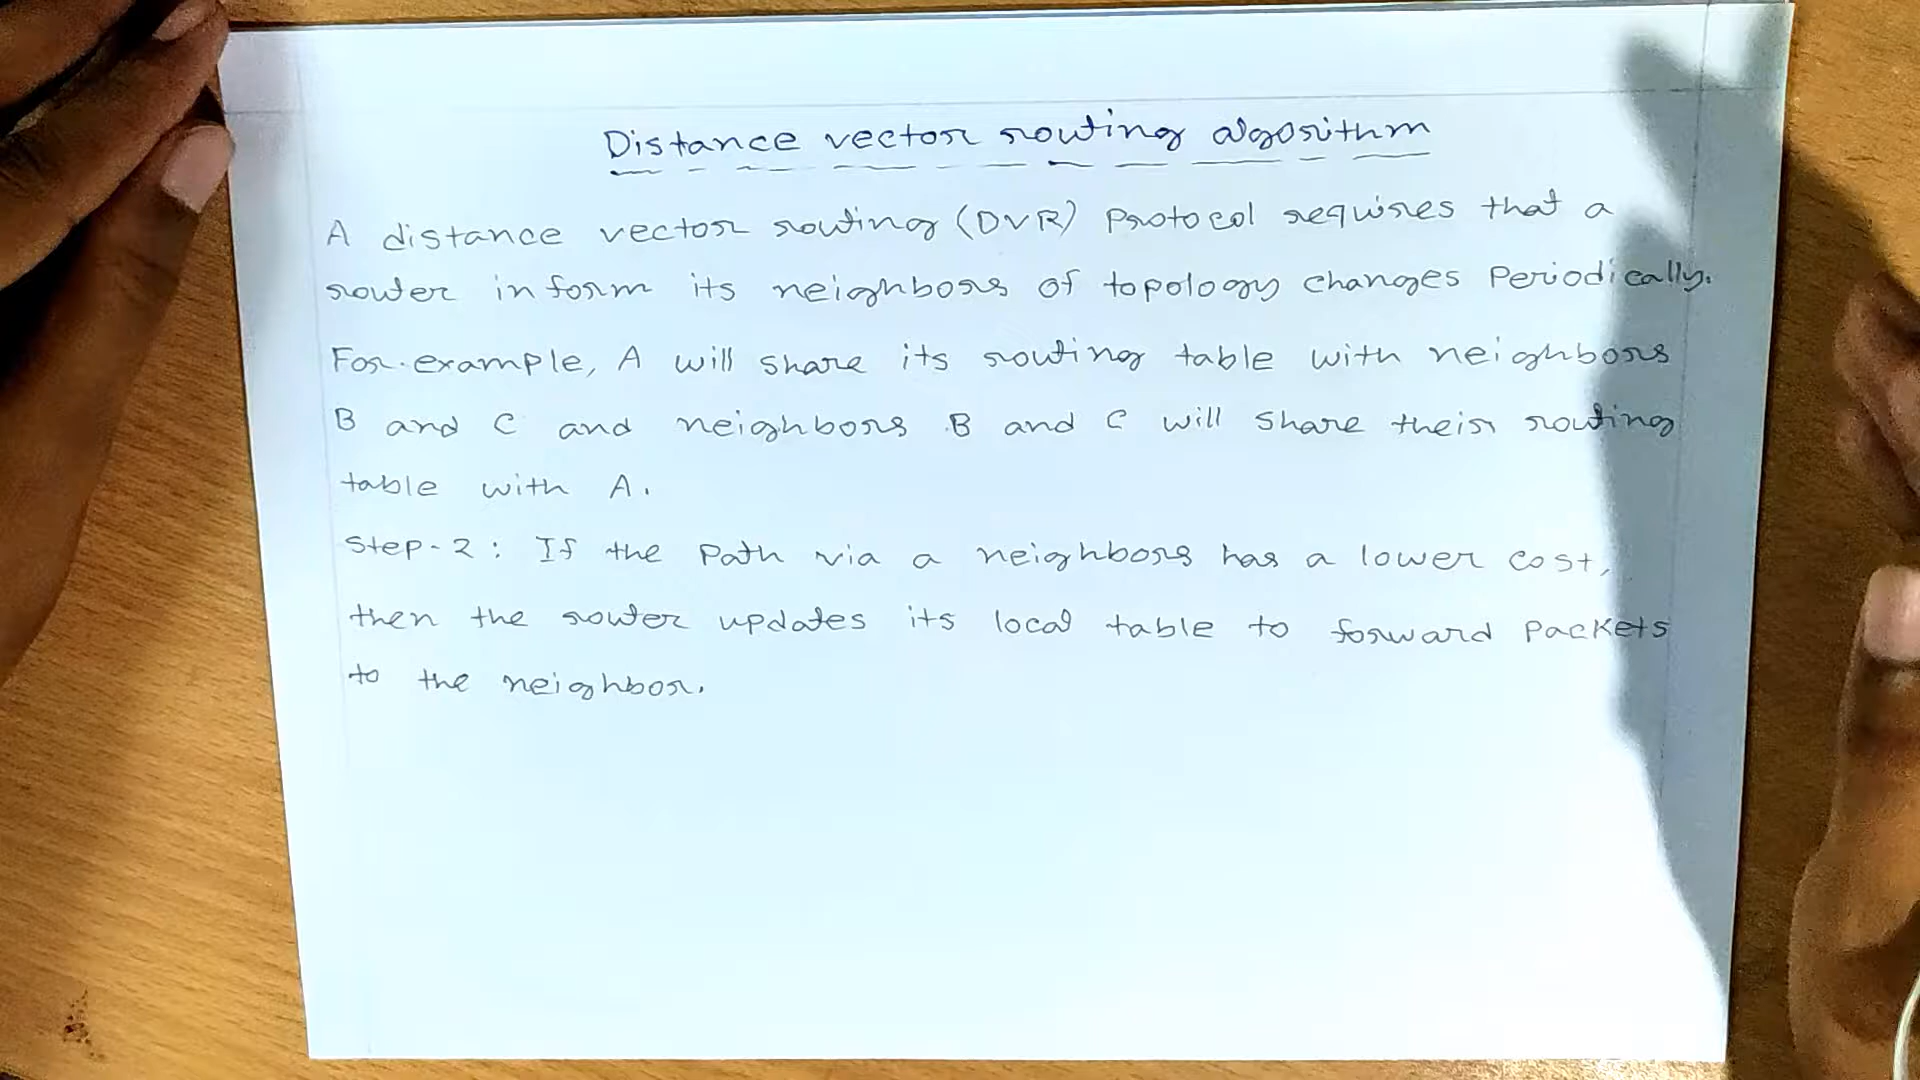 Distance vector routing algorithm
A distance vector routing (DVR) Protocol requires that a
router inform its neighbors of topology changes Periodically.
For example, A will share its routing table with neighbors
B and C and neighbors B and C will share their routing
table with A.
Step-2: If the Path via a neighbors has a lower cost,
then the router updates its local table to forward Packets
to the neighbor.